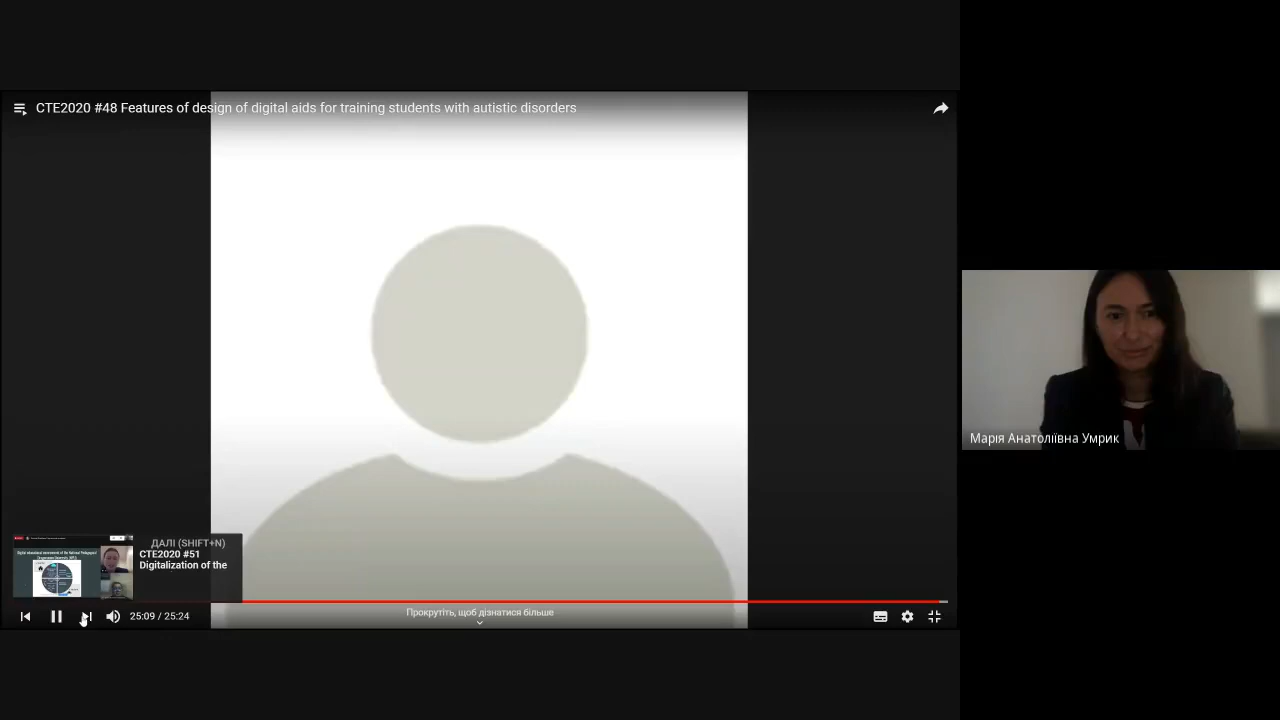 CTE2020 #48 Features of design of digital aids for training students with autistic disorders
Марія Анатоліївна Умрик
ДАЛІ (SHIFT+N)
CTE2020 #51
Digitalization of the
25:09 / 25:24
Прокрутіть, щоб дізнатися більше